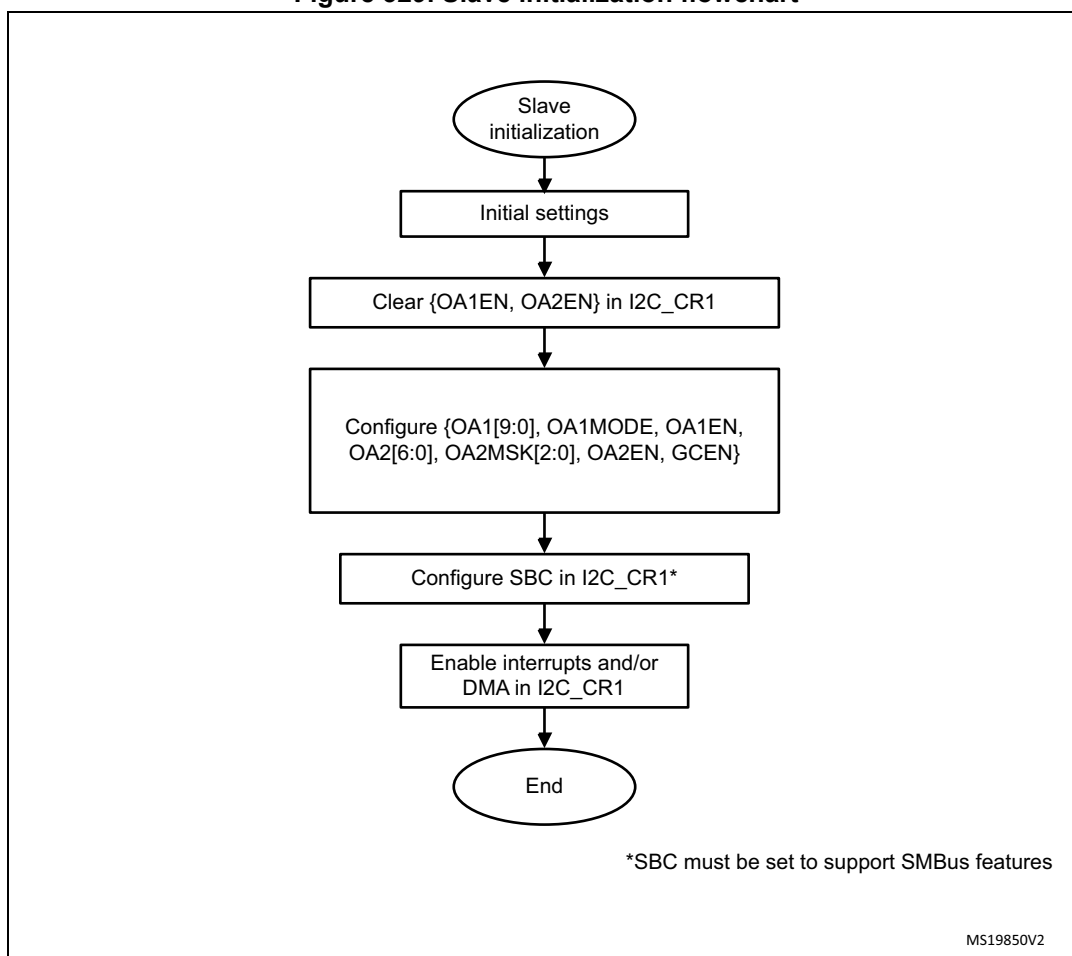 Slave
initialization
Initial settings
Clear {OA1EN, OA2EN} in I2C_CR1
Configure {OA1[9:0], OA1MODE, OA1EN,
OA2[6:0], OA2MSK[2:0], OA2EN, GCEN}
Configure SBC in I2C_CR1*
Enable interrupts and/or
DMA in I2C_CR1
End
*SBC must be set to support SMBus features
MS19850V2